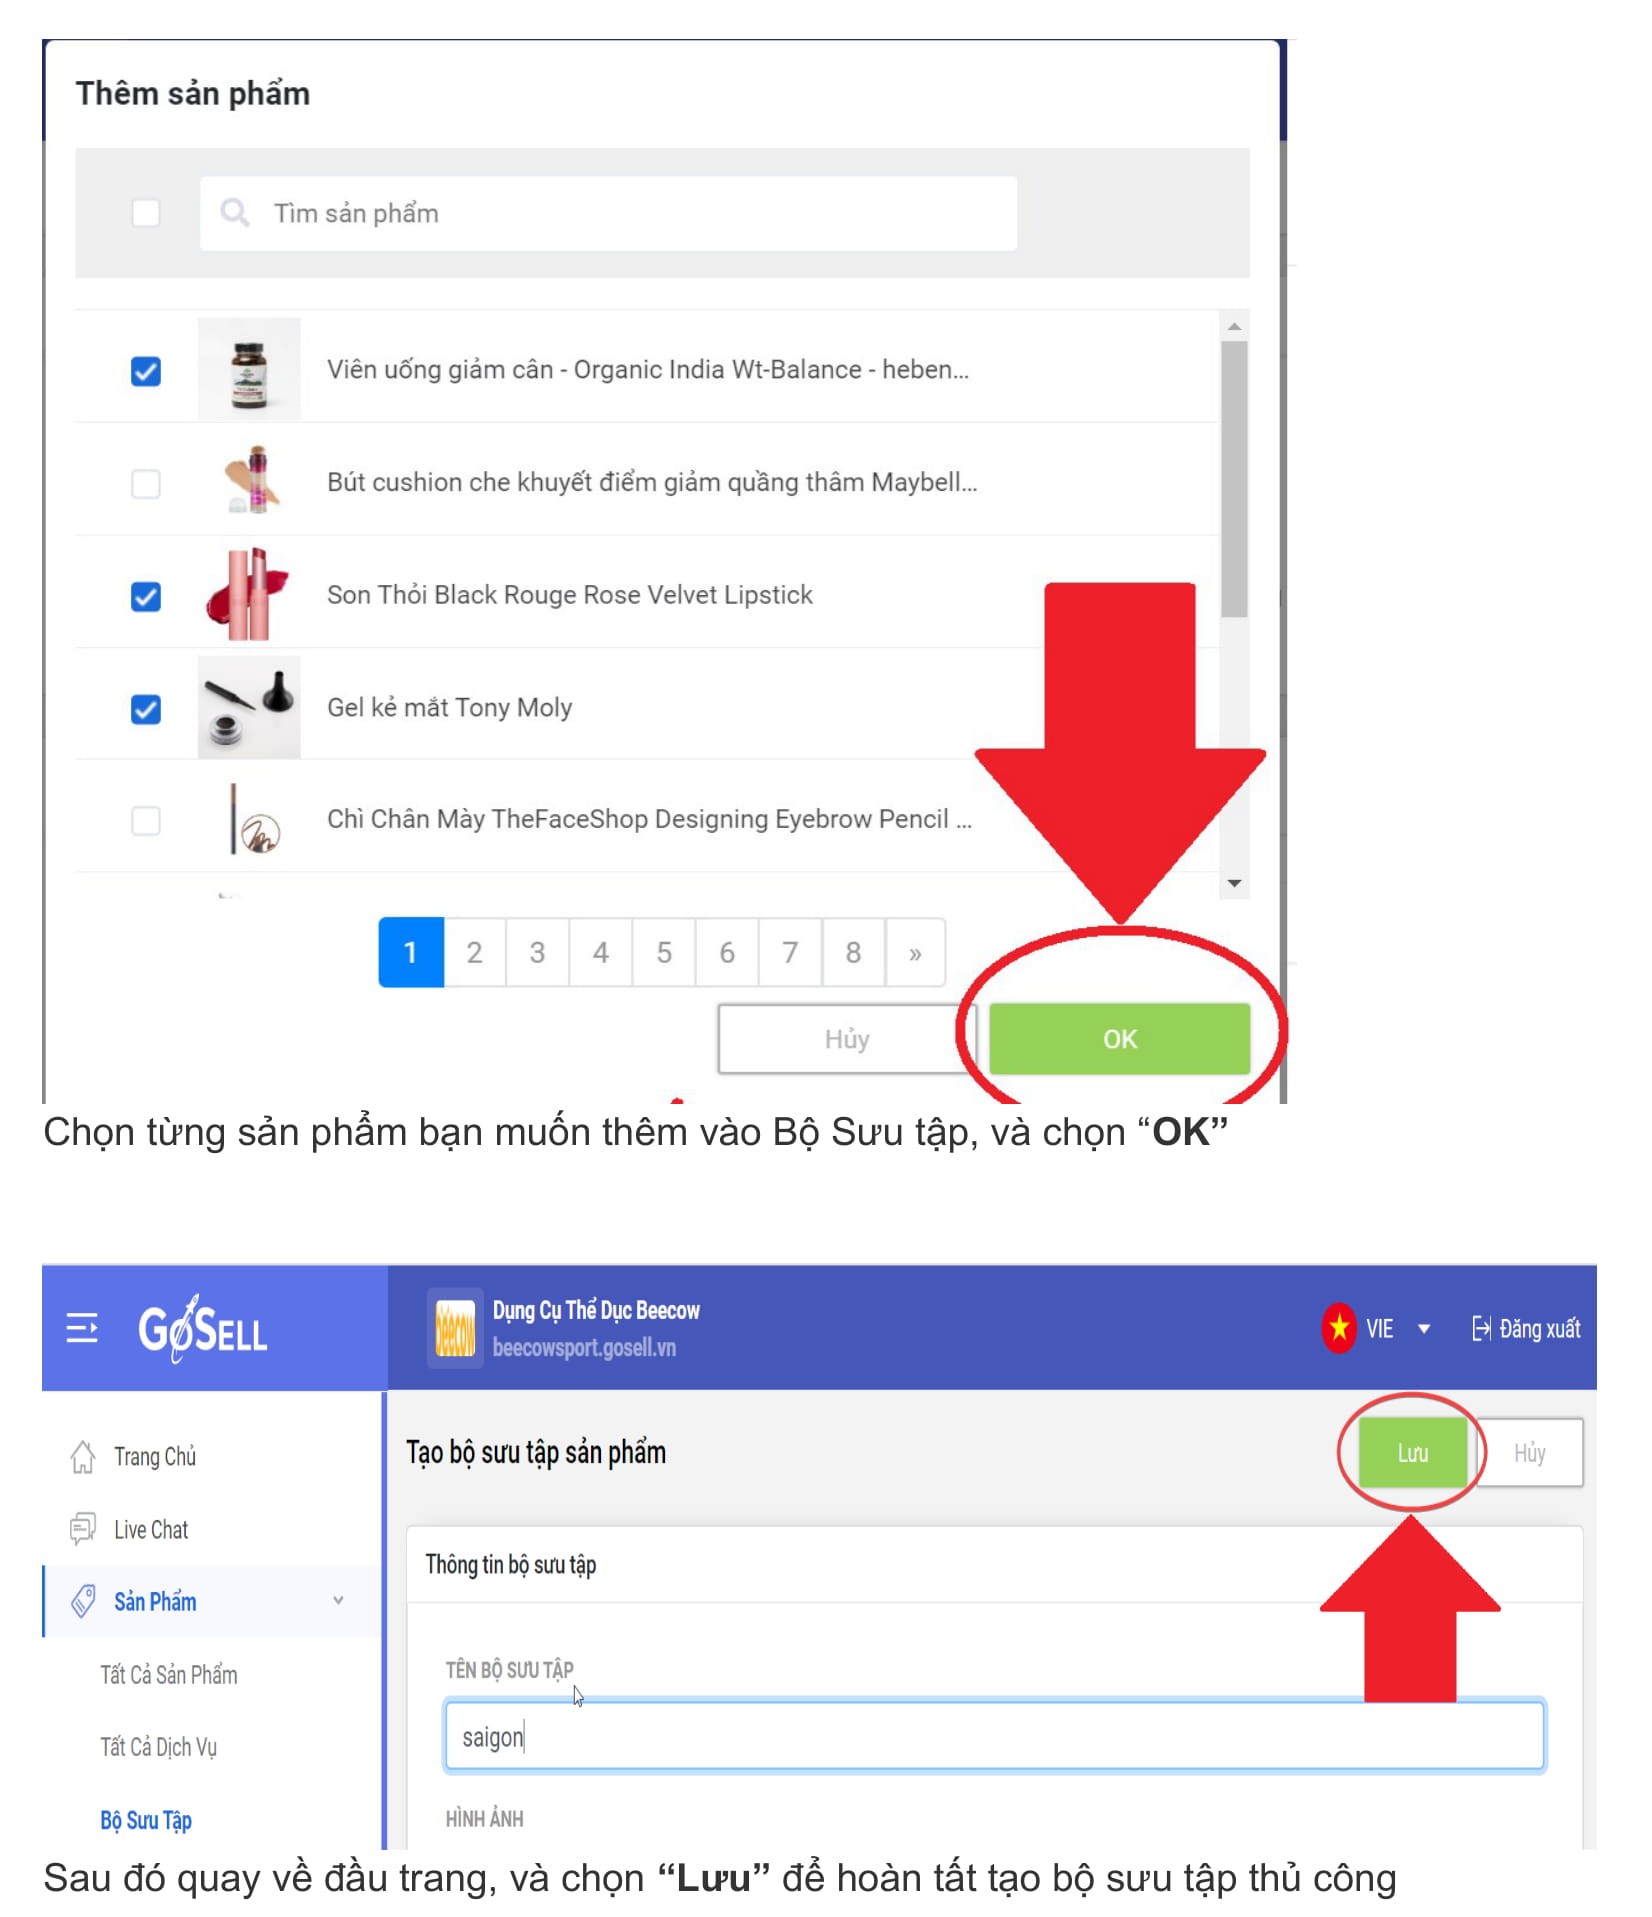 Thêm sản phẩm
Tìm sản phẩm
Viên uống giảm cân - Organic India Wt-Balance - heben...
Bút cushion che khuyết điểm giảm quầng thâm Maybell...
Son Thỏi Black Rouge Rose Velvet Lipstick
Gel kẻ mắt Tony Moly
Chì Chân Mày TheFaceShop Designing Eyebrow Pencil ...
1 2 3 4 5 6 7 8 »
Hủy OK
Chọn từng sản phẩm bạn muốn thêm vào Bộ Sưu tập, và chọn “OK”
GoSELL
beecow
Dụng Cụ Thể Dục Beecow
beecowsport.gosell.vn
VIE Đăng xuất
Trang Chủ
Live Chat
Sản Phẩm
Tất Cả Sản Phẩm
Tất Cả Dịch Vụ
Bộ Sưu Tập
Tạo bộ sưu tập sản phẩm
Lưu Hủy
Thông tin bộ sưu tập
TÊN BỘ SƯU TẬP
saigon
HÌNH ẢNH
Sau đó quay về đầu trang, và chọn “Lưu” để hoàn tất tạo bộ sưu tập thủ công